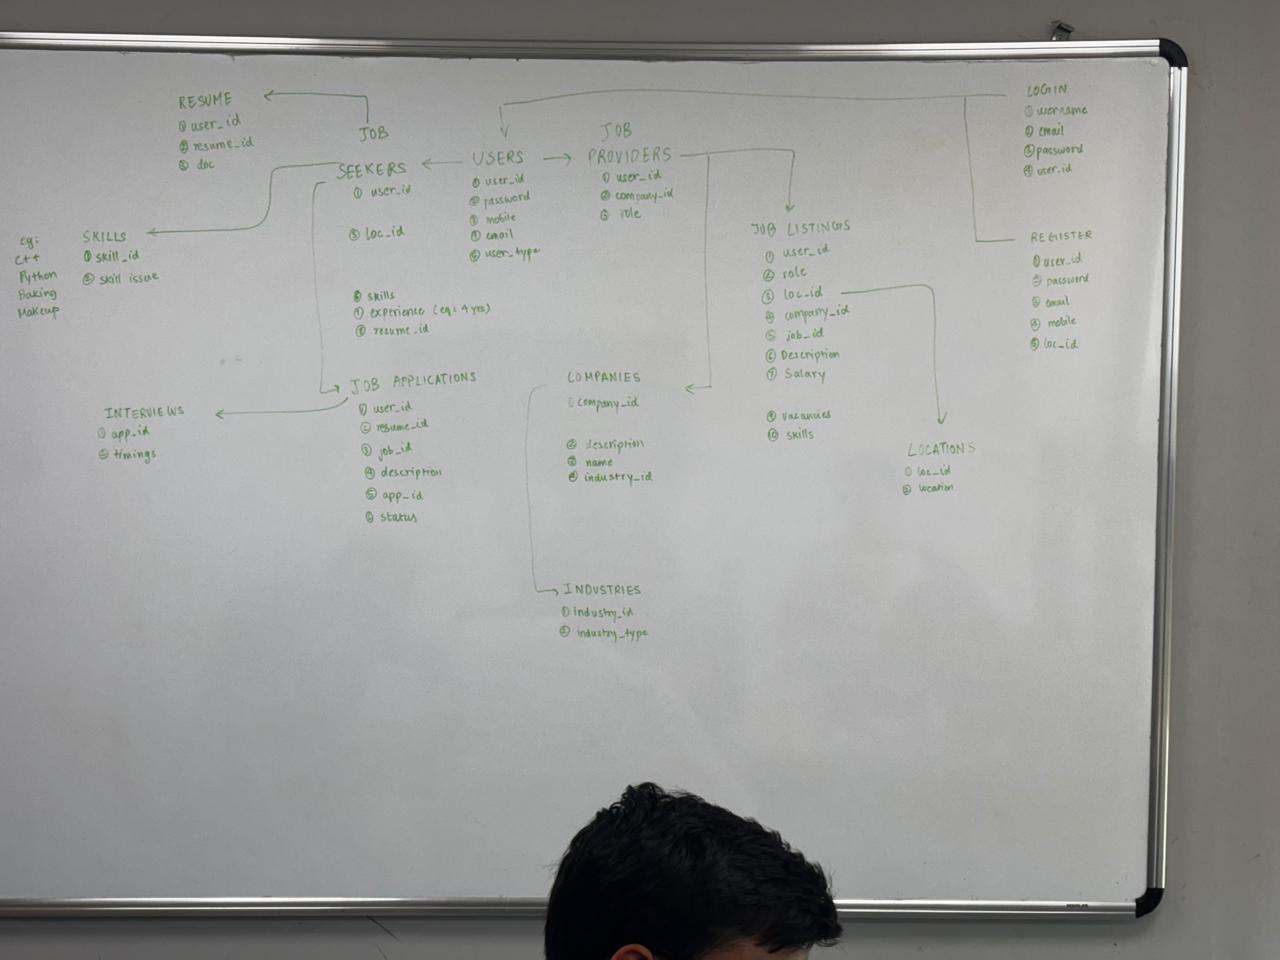 RESUME
① user_id
② resume_id
③ doc
JOB
SEEKERS
① user_id
③ loc_id
⑥ skills
⑦ experience (eg: 4 yrs)
⑧ resume_id
USERS
① user_id
② password
③ mobile
④ email
⑤ user_type
JOB
PROVIDERS
① user_id
② company_id
③ role
LOGIN
① username
② email
③ password
④ user_id
REGISTER
① user_id
② password
③ email
④ mobile
⑤ loc_id
eg:
C++
Python
Baking
Makeup
SKILLS
① skill_id
② skill issue
JOB LISTINGS
① user_id
② role
③ loc_id
④ company_id
⑤ job_id
⑥ Description
⑦ Salary
⑨ vacancies
⑩ skills
INTERVIEWS
① app_id
② timings
JOB APPLICATIONS
① user_id
② resume_id
③ job_id
④ description
⑤ app_id
⑥ status
COMPANIES
① company_id
② description
③ name
④ industry_id
LOCATIONS
① loc_id
② location
INDUSTRIES
① industry_id
② industry_type